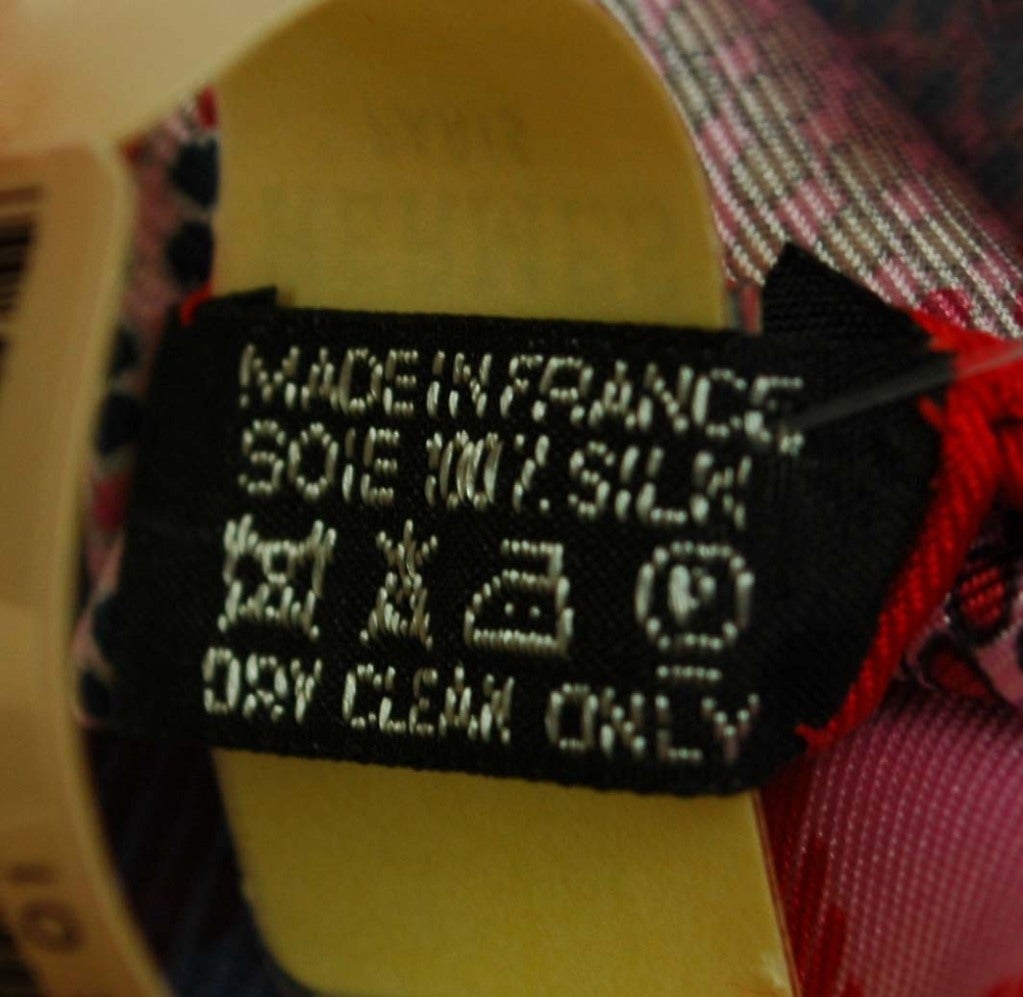 MADE IN FRANCE
SOIE 100% SILK
P
DRY CLEAN ONLY